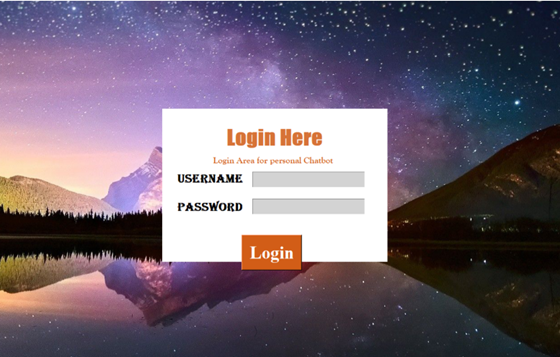 Login Here
Login Area for personal Chatbot
USERNAME
PASSWORD
Login